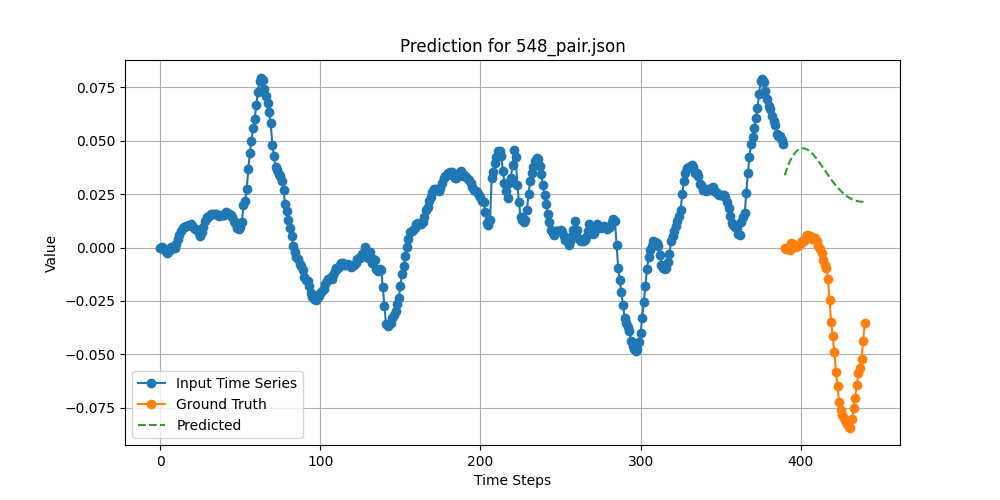 Prediction for 548_pair.json
Value
0.075
0.050
0.025
0.000
−0.025
−0.050
−0.075
Input Time Series
Ground Truth
Predicted
0
100
200
300
400
Time Steps